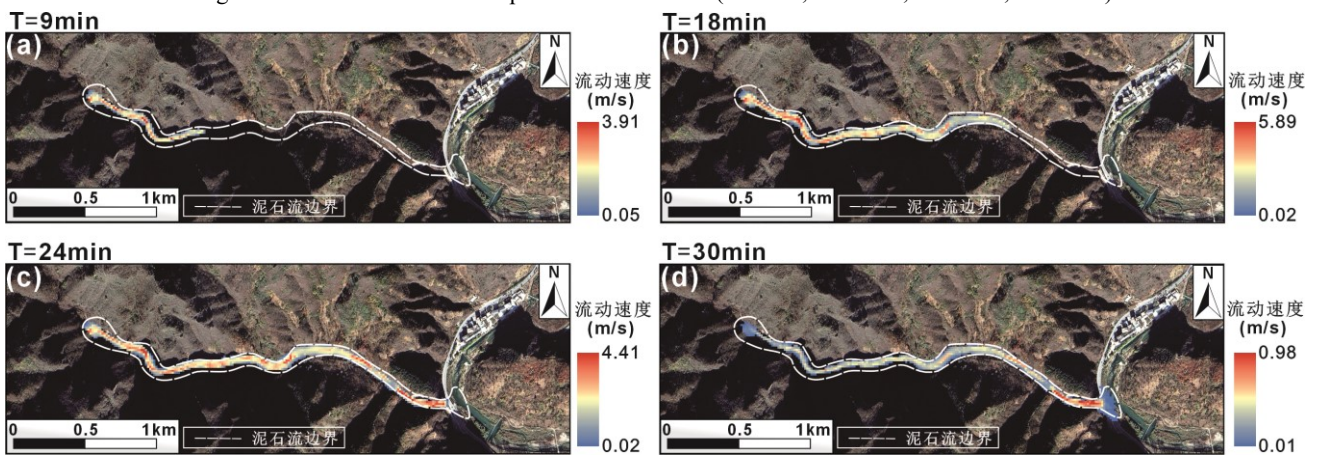 T=9min
(a)
N
流动速度
(m/s)
3.91
0.05
0 0.5 1km
泥石流边界
T=18min
(b)
N
流动速度
(m/s)
5.89
0.02
0 0.5 1km
泥石流边界
T=24min
(c)
N
流动速度
(m/s)
4.41
0.02
0 0.5 1km
泥石流边界
T=30min
(d)
N
流动速度
(m/s)
0.98
0.01
0 0.5 1km
泥石流边界